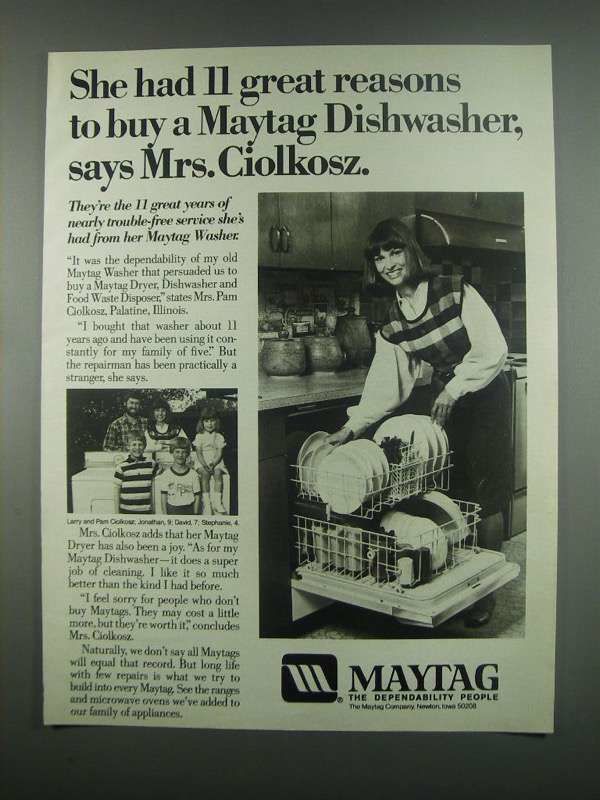 She had 11 great reasons
to buy a Maytag Dishwasher,
says Mrs. Ciolkosz.
They're the 11 great years of
nearly trouble-free service she's
had from her Maytag Washer.
"It was the dependability of my old
Maytag Washer that persuaded us to
buy a Maytag Dryer, Dishwasher and
Food Waste Disposer," states Mrs. Pam
Ciolkosz, Palatine, Illinois.
"I bought that washer about 11
years ago and have been using it con-
stantly for my family of five." But
the repairman has been practically a
stranger, she says.
Larry and Pam Ciolkosz; Jonathan, 9; David, 7; Stephanie, 4.
Mrs. Ciolkosz adds that her Maytag
Dryer has also been a joy. "As for my
Maytag Dishwasher—it does a super
job of cleaning. I like it so much
better than the kind I had before.
"I feel sorry for people who don't
buy Maytags. They may cost a little
more, but they're worth it," concludes
Mrs. Ciolkosz.
Naturally, we don't say all Maytags
will equal that record. But long life
with few repairs is what we try to
build into every Maytag. See the ranges
and microwave ovens we've added to
our family of appliances.
® MAYTAG
THE DEPENDABILITY PEOPLE
The Maytag Company, Newton, Iowa 50208